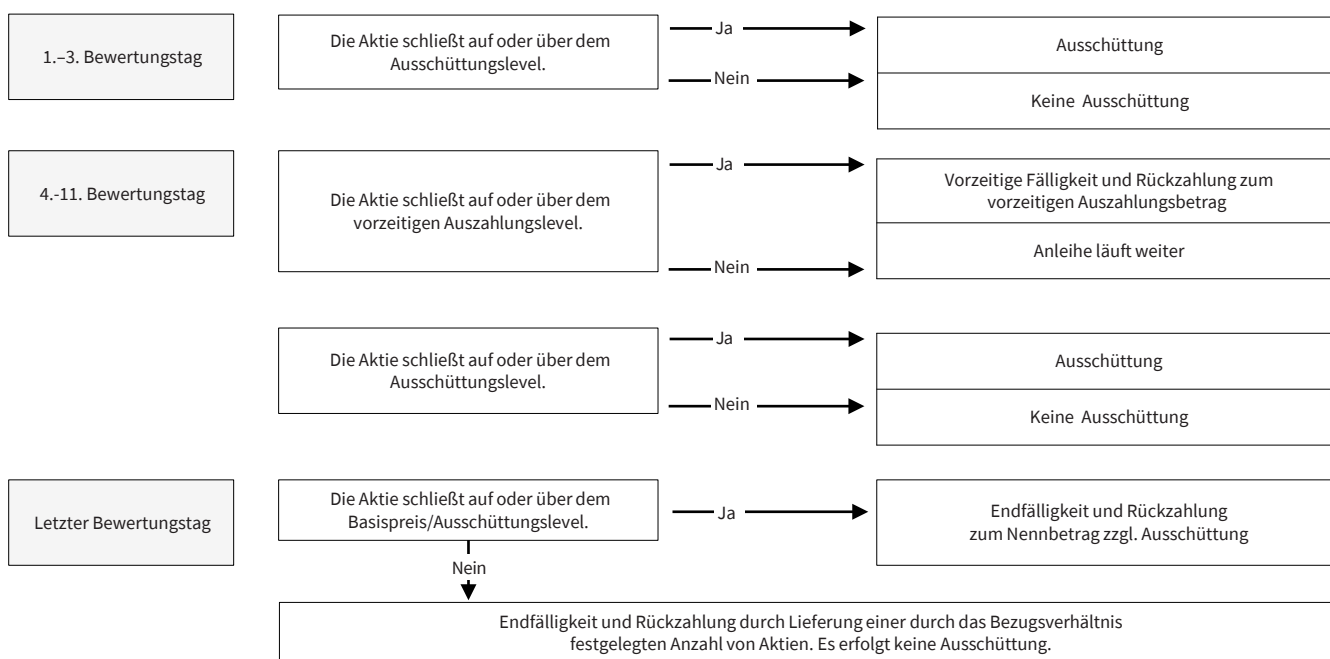 1.–3. Bewertungstag
Die Aktie schließt auf oder über dem
Ausschüttungslevel.
Ja
Ausschüttung
Nein
Keine Ausschüttung
4.-11. Bewertungstag
Die Aktie schließt auf oder über dem
vorzeitigen Auszahlungslevel.
Ja
Vorzeitige Fälligkeit und Rückzahlung zum
vorzeitigen Auszahlungsbetrag
Nein
Anleihe läuft weiter
Die Aktie schließt auf oder über dem
Ausschüttungslevel.
Ja
Ausschüttung
Nein
Keine Ausschüttung
Letzter Bewertungstag
Die Aktie schließt auf oder über dem
Basispreis/Ausschüttungslevel.
Ja
Endfälligkeit und Rückzahlung
zum Nennbetrag zzgl. Ausschüttung
Nein
Endfälligkeit und Rückzahlung durch Lieferung einer durch das Bezugsverhältnis
festgelegten Anzahl von Aktien. Es erfolgt keine Ausschüttung.